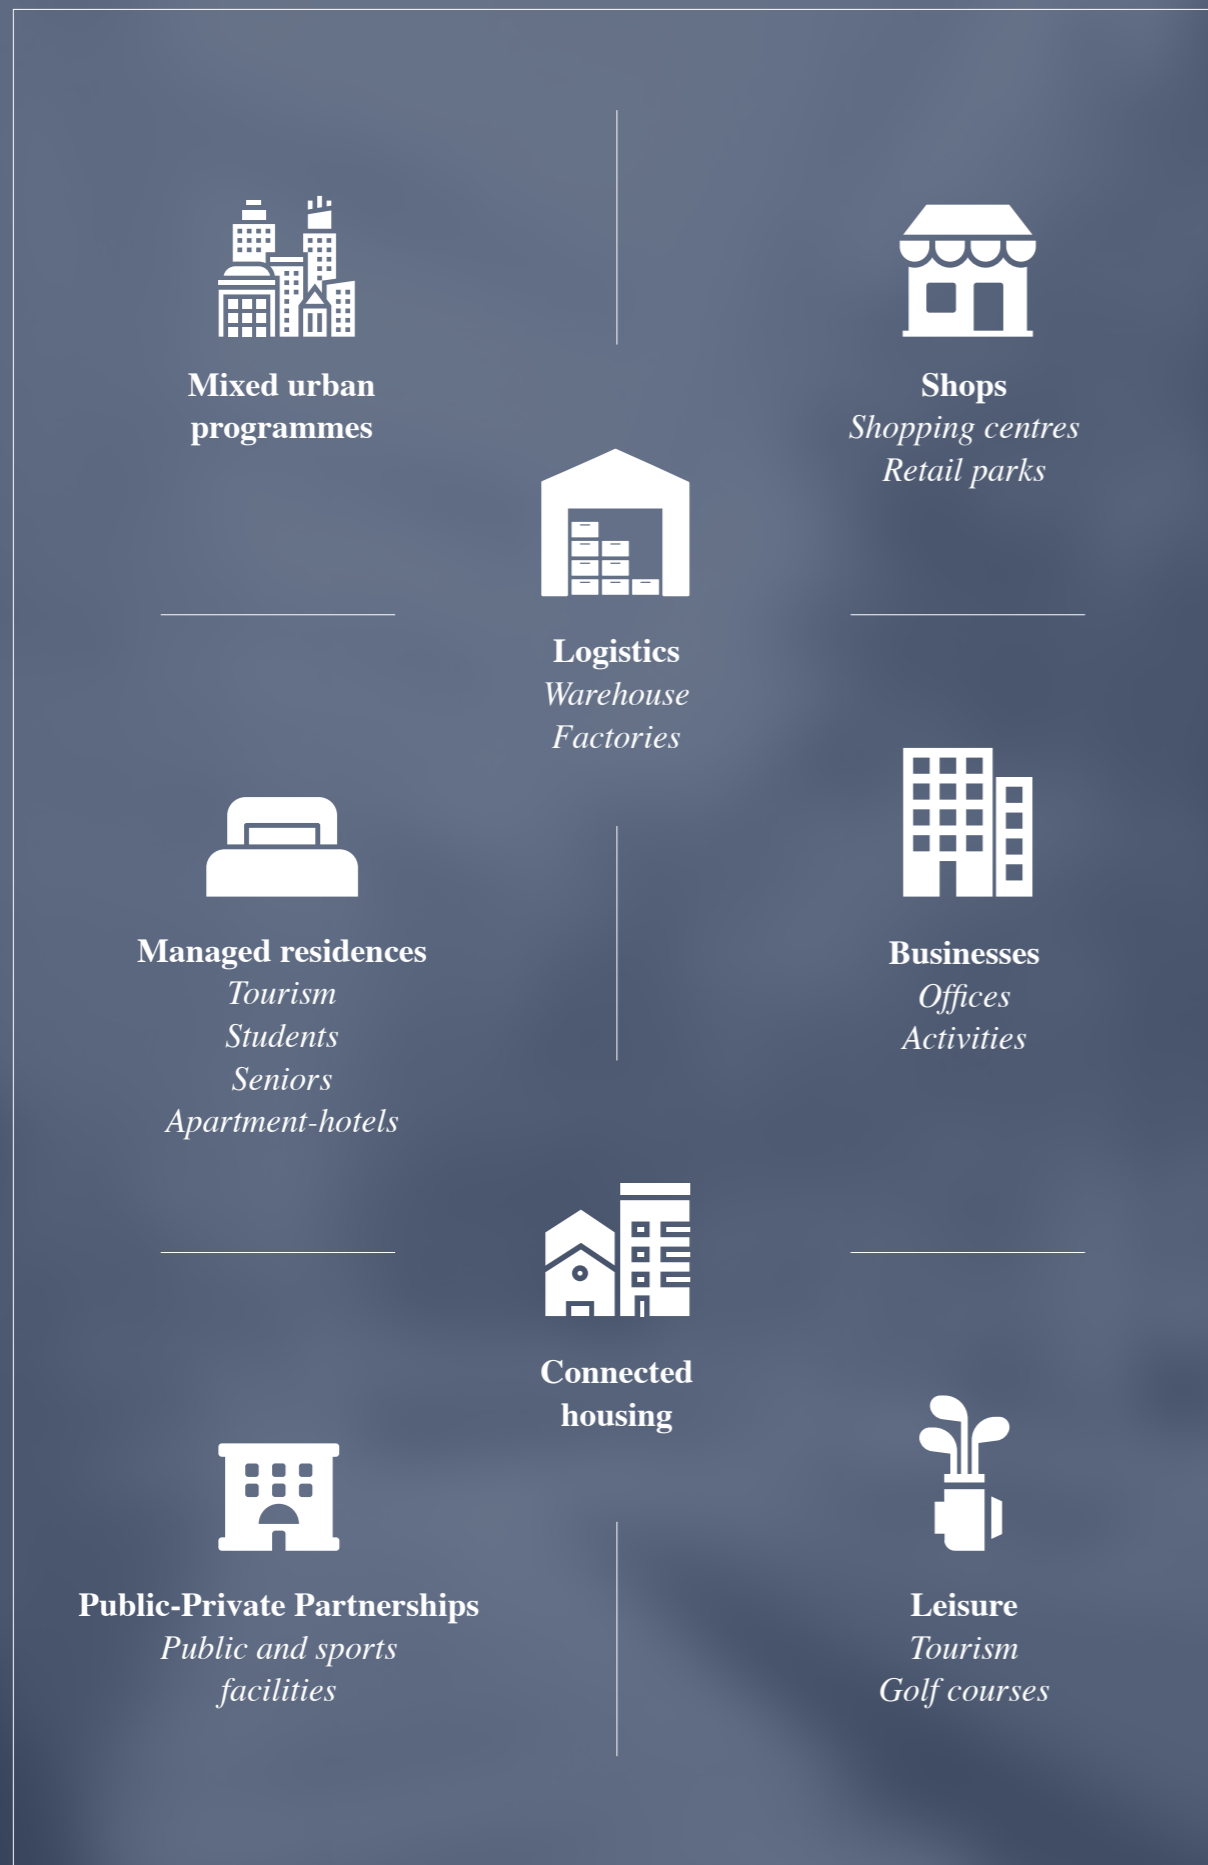 Mixed urban
programmes
Shops
Shopping centres
Retail parks
Logistics
Warehouse
Factories
Managed residences
Tourism
Students
Seniors
Apartment-hotels
Businesses
Offices
Activities
Connected
housing
Public-Private Partnerships
Public and sports
facilities
Leisure
Tourism
Golf courses